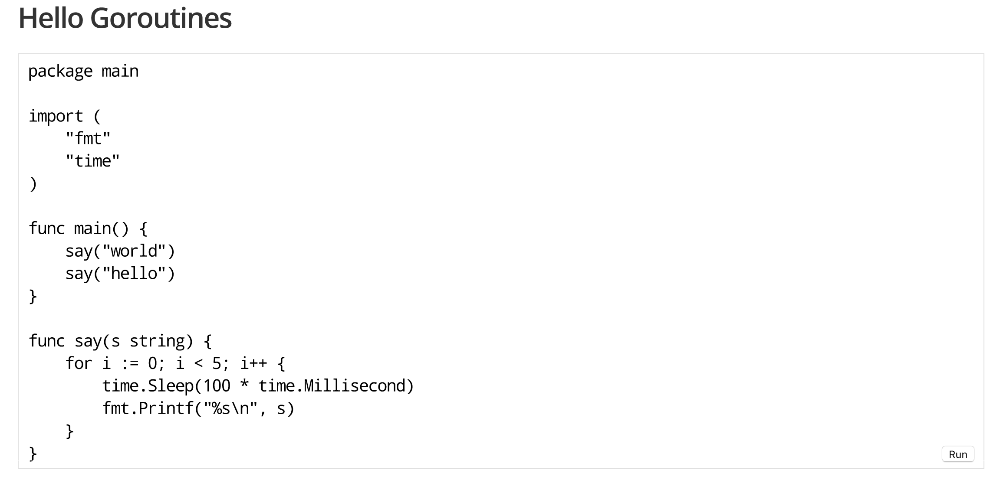 Hello Goroutines
package main
import (
    "fmt"
    "time"
)
func main() {
    say("world")
    say("hello")
}
func say(s string) {
    for i := 0; i < 5; i++ {
        time.Sleep(100 * time.Millisecond)
        fmt.Printf("%s\n", s)
    }
}
Run